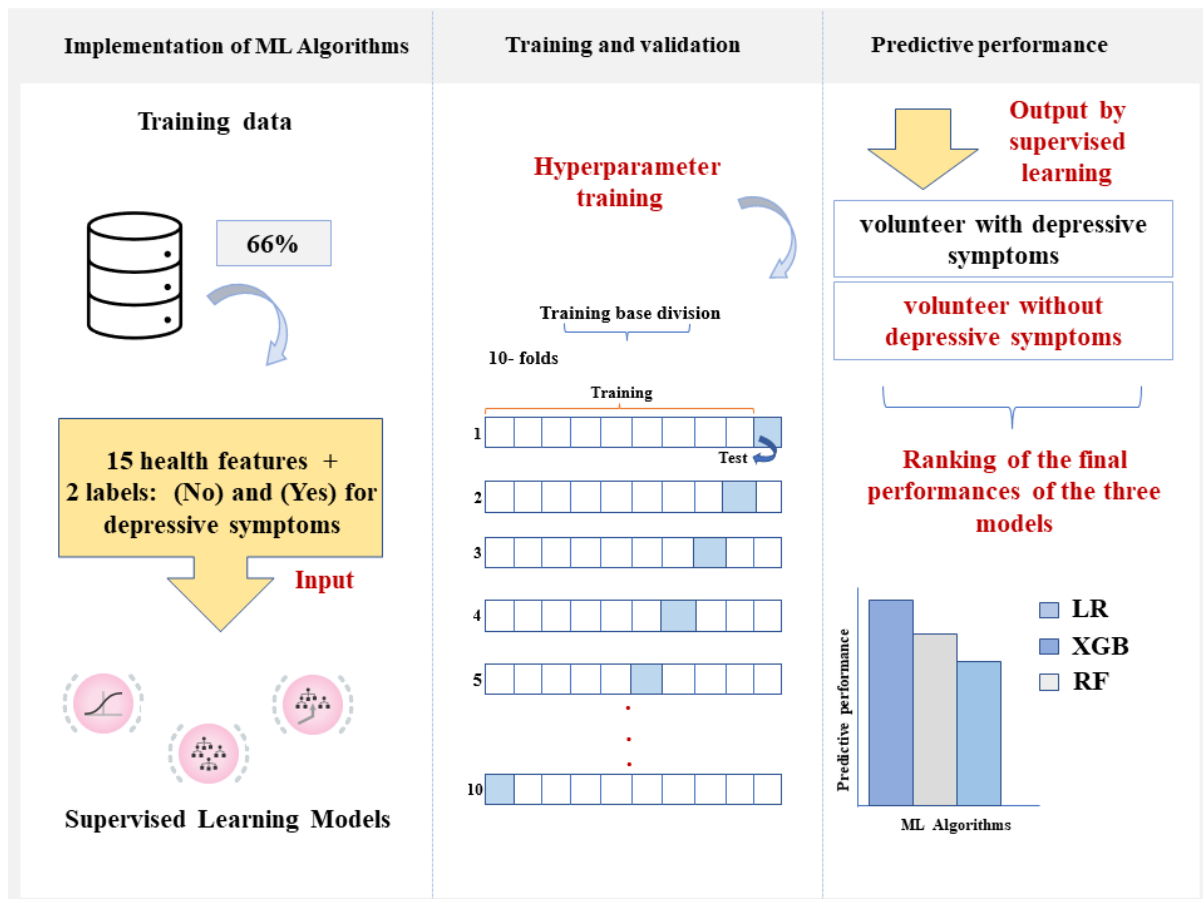 Implementation of ML Algorithms
Training data
66%
15 health features +
2 labels: (No) and (Yes) for
depressive symptoms
Input
Supervised Learning Models
Training and validation
Hyperparameter
training
Training base division
10- folds
Training
1
Test
2
3
4
5
10
Predictive performance
Output by
supervised
learning
volunteer with depressive
symptoms
volunteer without
depressive symptoms
Ranking of the final
performances of the three
models
Predictive performance
LR
XGB
RF
ML Algorithms